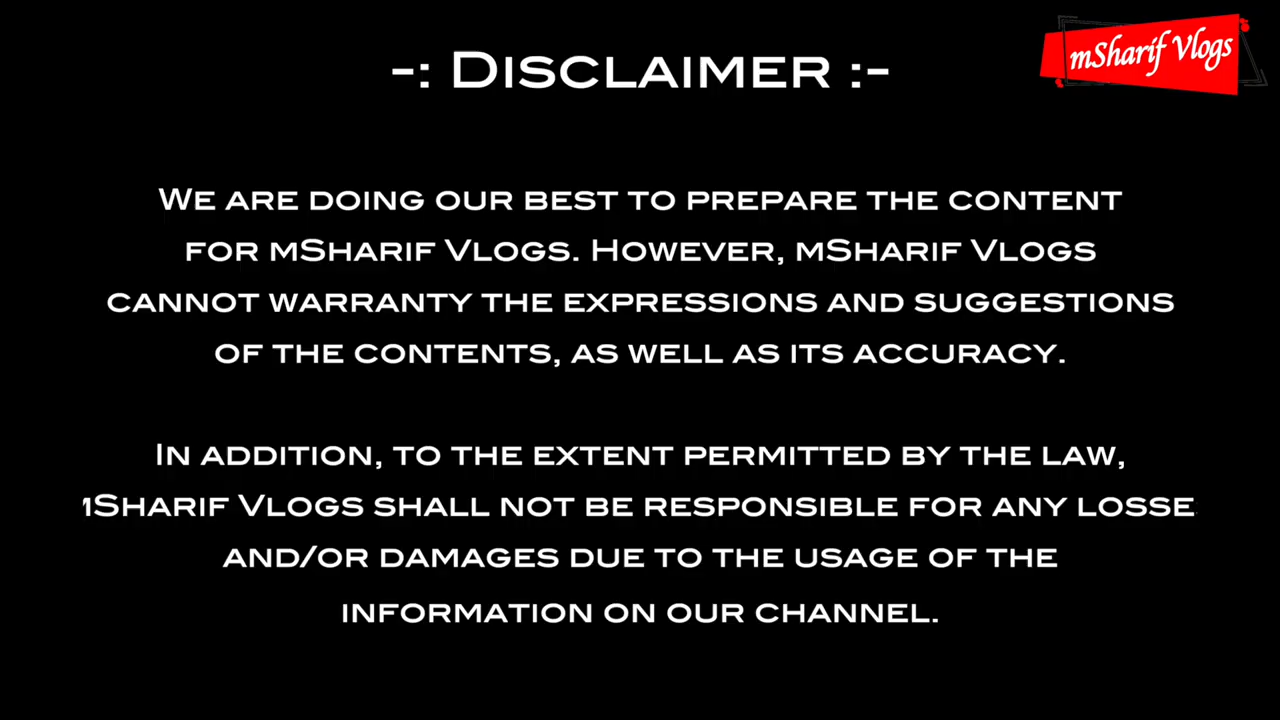 -: Disclaimer :-
mSharif Vlogs
We are doing our best to prepare the content
for mSharif Vlogs. However, mSharif Vlogs
cannot warranty the expressions and suggestions
of the contents, as well as its accuracy.
In addition, to the extent permitted by the law,
mSharif Vlogs shall not be responsible for any losse
and/or damages due to the usage of the
information on our channel.